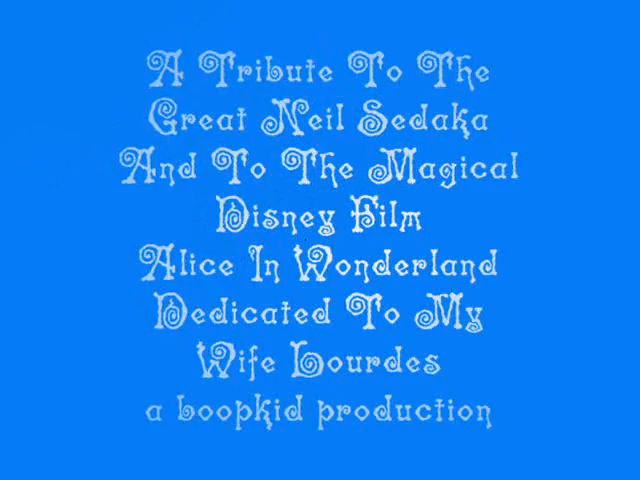 A Tribute To The
Great Neil Sedaka
And To The Magical
Disney Film
Alice In Wonderland
Dedicated To My
Wife Lourdes
a loopkid production